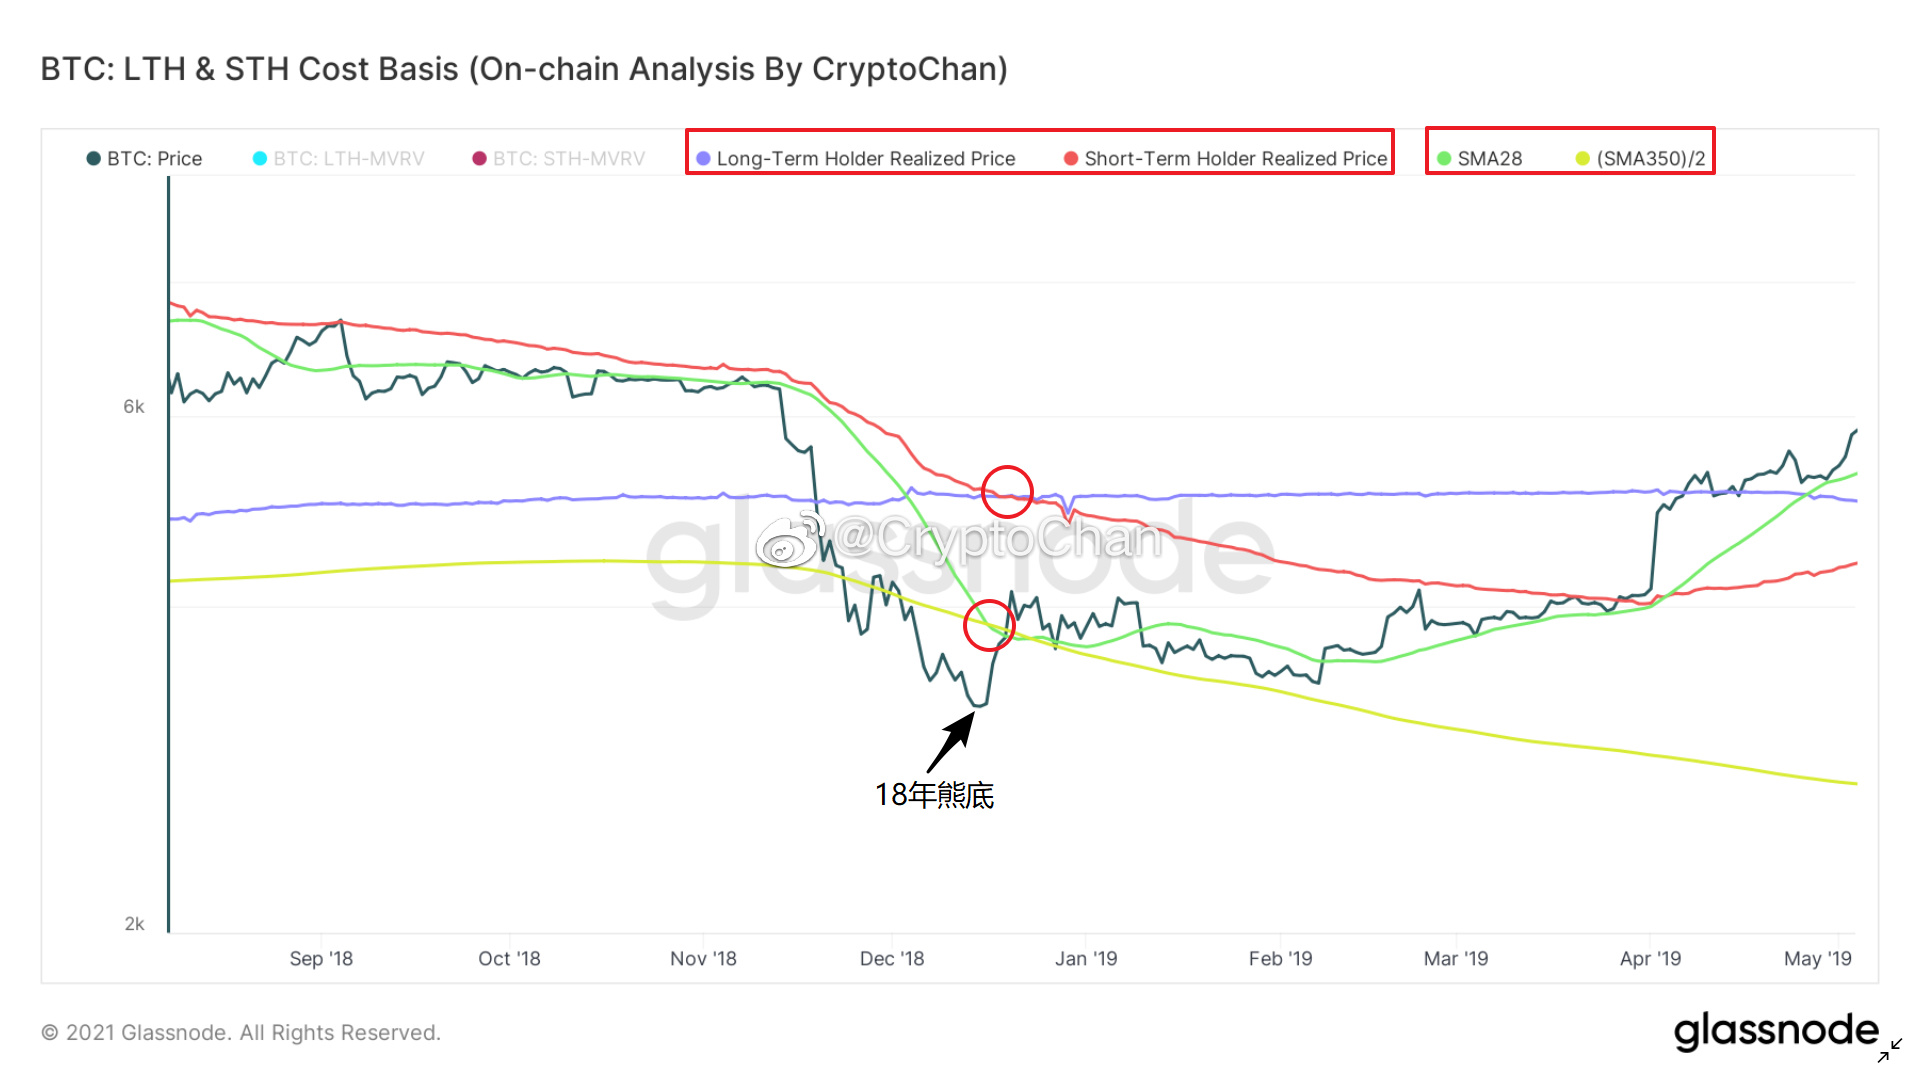 BTC: LTH & STH Cost Basis (On-chain Analysis By CryptoChan)
BTC: Price BTC: LTH-MVRV BTC: STH-MVRV Long-Term Holder Realized Price Short-Term Holder Realized Price SMA28 (SMA350)/2
6k
glassnode
@CryptoChan
18年熊底
2k
Sep '18 Oct '18 Nov '18 Dec '18 Jan '19 Feb '19 Mar '19 Apr '19 May '19
© 2021 Glassnode. All Rights Reserved.
glassnode